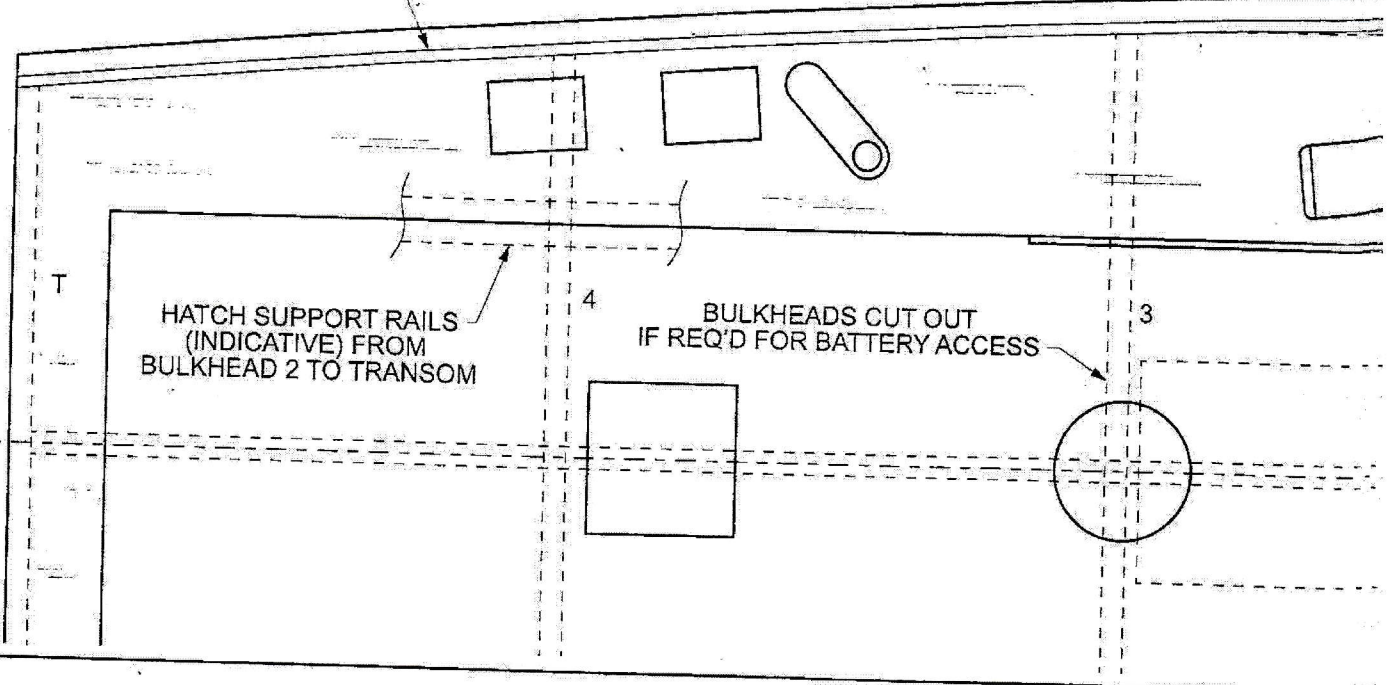 T
HATCH SUPPORT RAILS
(INDICATIVE) FROM
BULKHEAD 2 TO TRANSOM
4
BULKHEADS CUT OUT
IF REQ'D FOR BATTERY ACCESS
3